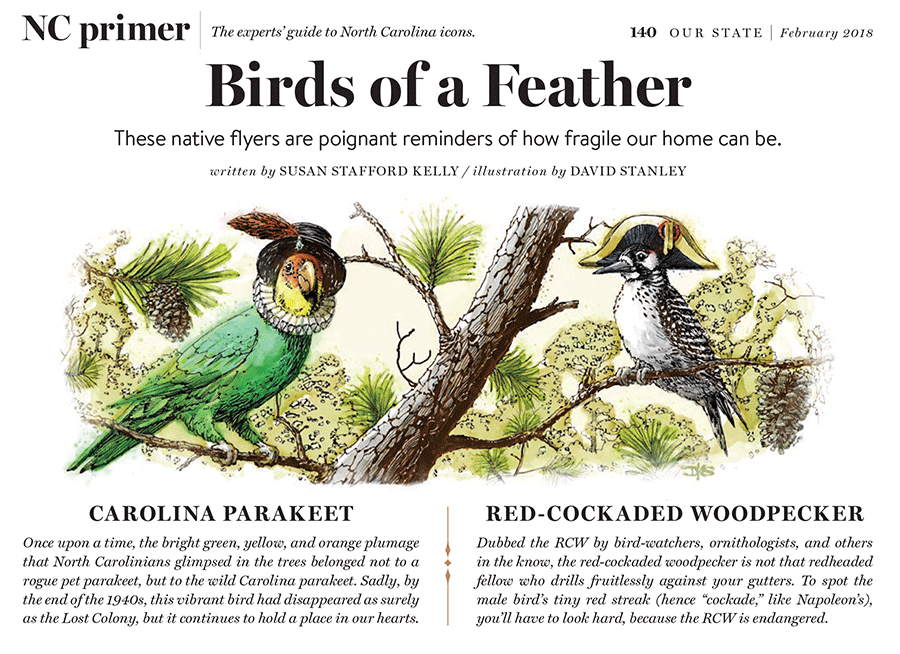 NC primer
The experts' guide to North Carolina icons.
140 OUR STATE | February 2018
Birds of a Feather
These native flyers are poignant reminders of how fragile our home can be.
written by SUSAN STAFFORD KELLY / illustration by DAVID STANLEY
DKS
CAROLINA PARAKEET
Once upon a time, the bright green, yellow, and orange plumage
that North Carolinians glimpsed in the trees belonged not to a
rogue pet parakeet, but to the wild Carolina parakeet. Sadly, by
the end of the 1940s, this vibrant bird had disappeared as surely
as the Lost Colony, but it continues to hold a place in our hearts.
RED-COCKADED WOODPECKER
Dubbed the RCW by bird-watchers, ornithologists, and others
in the know, the red-cockaded woodpecker is not that redheaded
fellow who drills fruitlessly against your gutters. To spot the
male bird's tiny red streak (hence “cockade,” like Napoleon's),
you'll have to look hard, because the RCW is endangered.